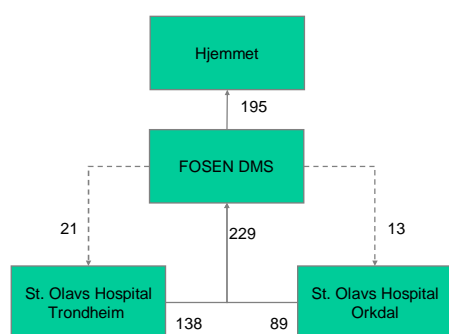 Hjemmet
195
FOSEN DMS
21
229
13
St. Olavs Hospital
Trondheim
St. Olavs Hospital
Orkdal
138
89